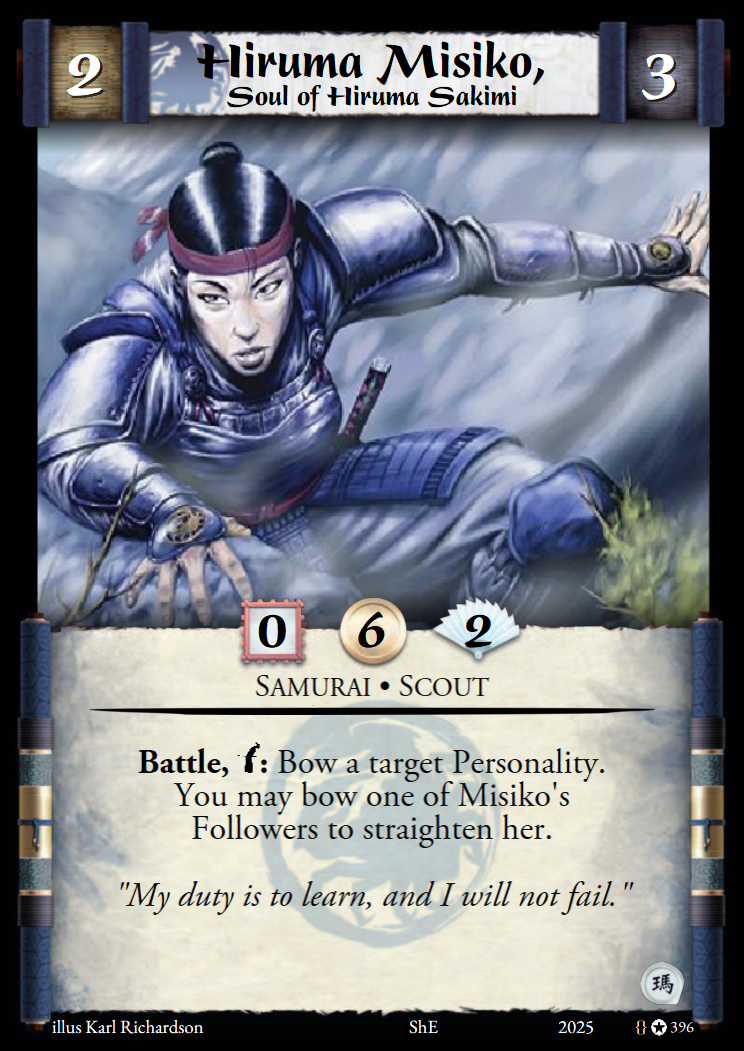 2
Hiruma Misiko,
3
Soul of Hiruma Sakimi
0 6 2
SAMURAI • SCOUT
Battle, : Bow a target Personality.
You may bow one of Misiko's
Followers to straighten her.
"My duty is to learn, and I will not fail."
瑪
illus Karl Richardson ShE 2025 {} ✪ 396